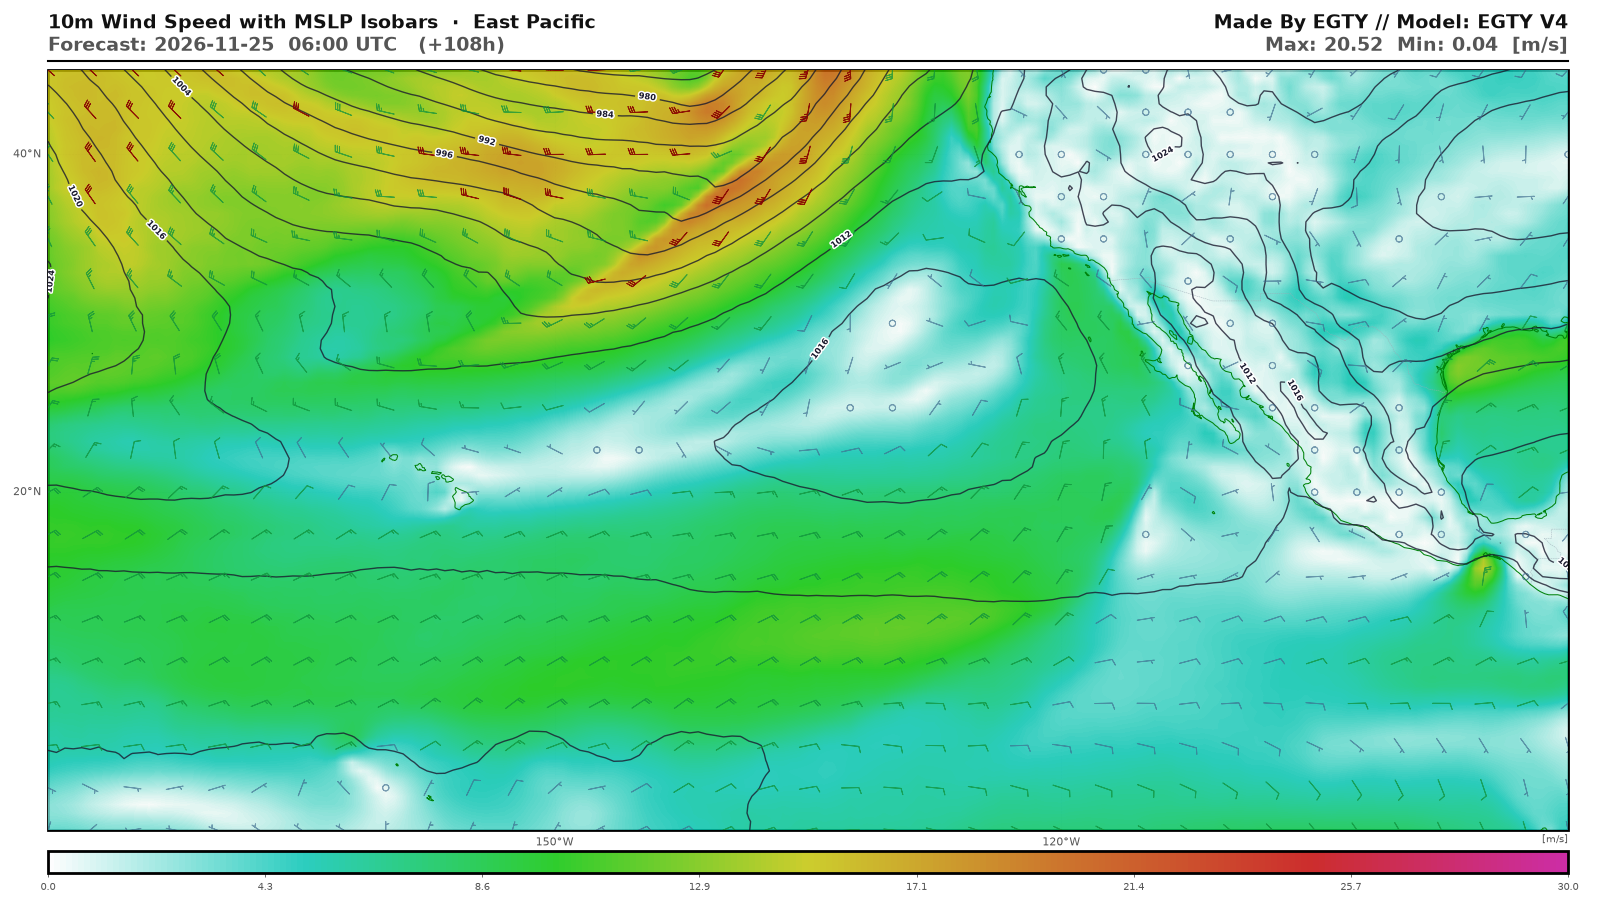 10m Wind Speed with MSLP Isobars · East Pacific
Made By EGTY // Model: EGTY V4
Forecast: 2026-11-25 06:00 UTC (+108h)
Max: 20.52 Min: 0.04 [m/s]
1004
980
984
992
996
1024
40°N
1020
1016
1012
1024
1016
1012
1016
20°N
150°W
120°W
[m/s]
0.0
4.3
8.6
12.9
17.1
21.4
25.7
30.0